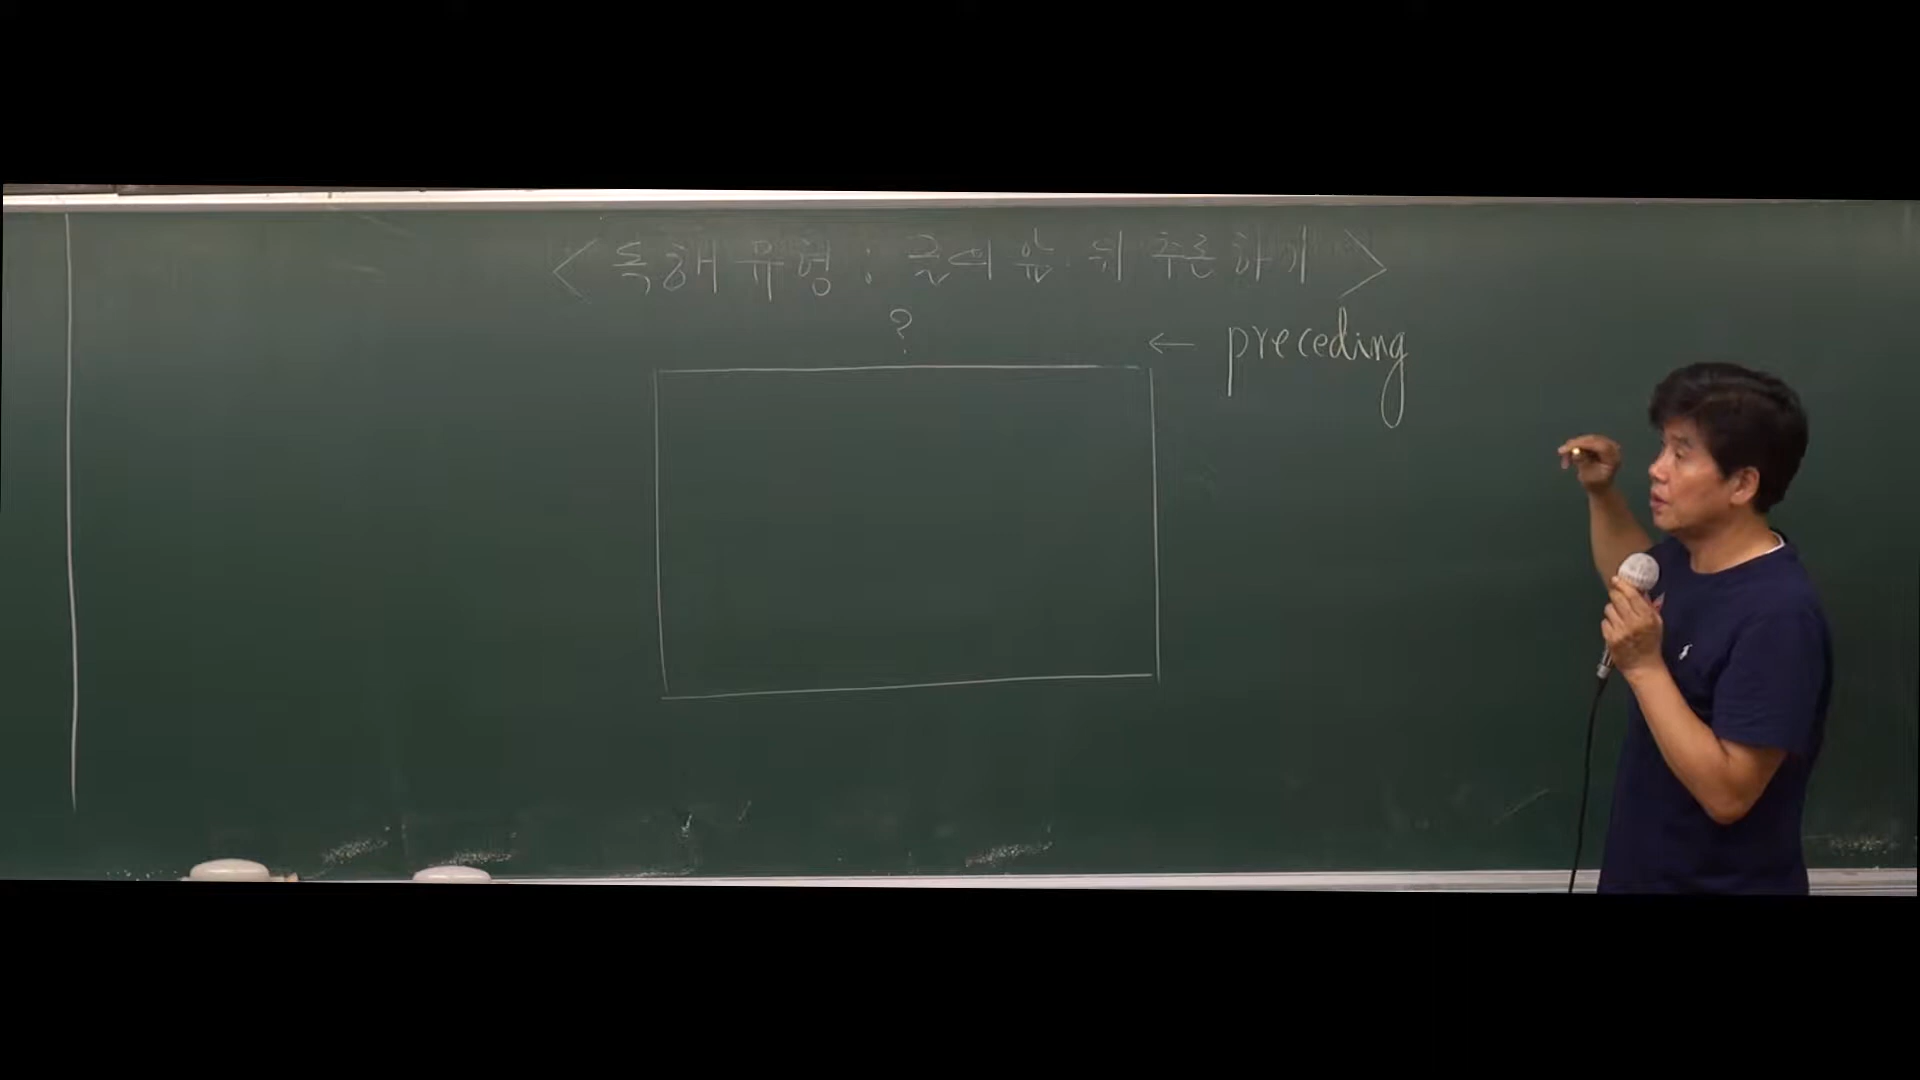 < 독해 유형 : 글의 앞·뒤 추론하기 >
?
← preceding